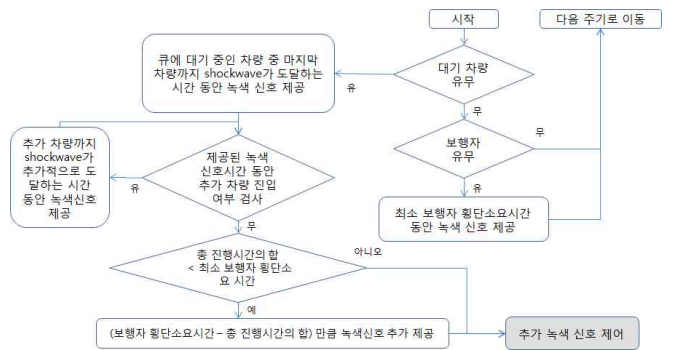 시작
다음 주기로 이동
큐에 대기 중인 차량 중 마지막
차량까지 shockwave가 도달하는
시간 동안 녹색 신호 제공
유
대기 차량
유무
무
추가 차량까지
shockwave가
추가적으로 도
달하는 시간
동안 녹색신호
제공
유
제공된 녹색
신호시간 동안
추가 차량 진입
여부 검사
무
보행자
유무
무
유
최소 보행자 횡단소요시간
동안 녹색 신호 제공
총 진행시간의 합
< 최소 보행자 횡단소
요 시간
아니오
예
(보행자 횡단소요시간 – 총 진행시간의 합) 만큼 녹색신호 추가 제공
추가 녹색 신호 제어